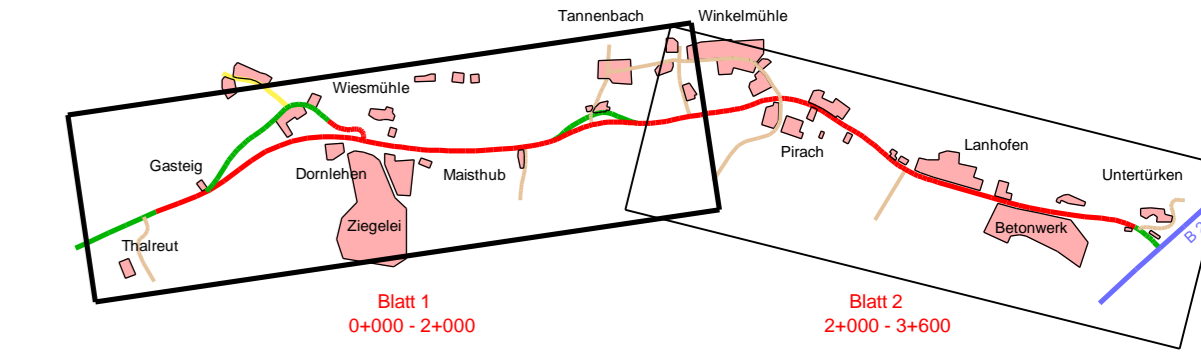 Tannenbach
Winkelmühle
Wiesmühle
Gasteig
Dornlehen
Maisthub
Pirach
Lanhofen
Untertürken
Thalreut
Ziegelei
Betonwerk
B 2
Blatt 1
0+000 - 2+000
Blatt 2
2+000 - 3+600